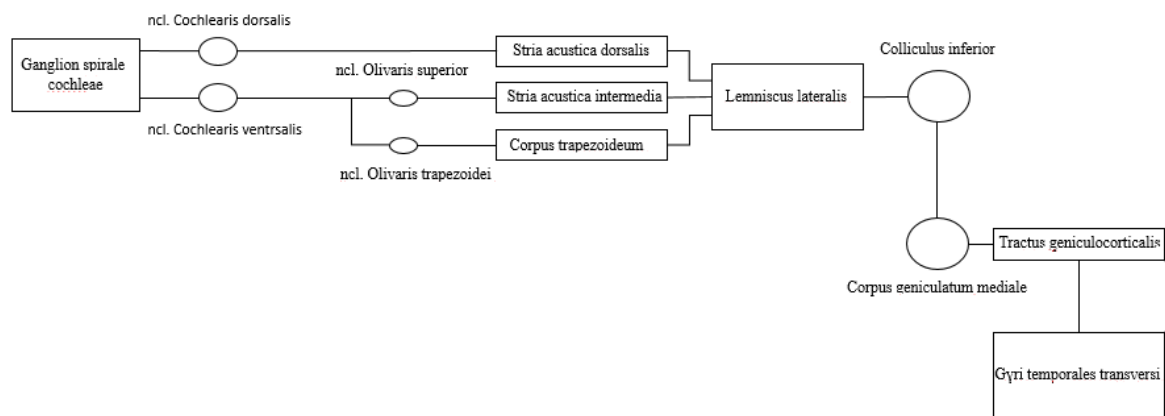 ncl. Cochlearis dorsalis
Ganglion spirale
cochleae
ncl. Cochlearis ventrsalis
ncl. Olivaris superior
ncl. Olivaris trapezoidei
Stria acustica dorsalis
Stria acustica intermedia
Corpus trapezoideum
Lemniscus lateralis
Colliculus inferior
Corpus geniculatum mediale
Tractus geniculocorticalis
Gyri temporales transversi